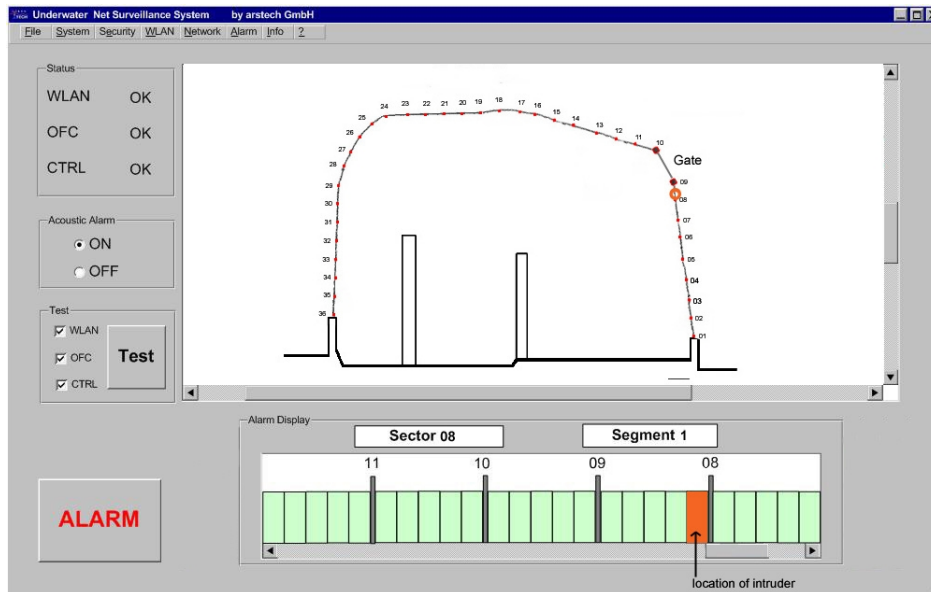 Underwater Net Surveillance System by arstech GmbH
File System Security WLAN Network Alarm Info ?
Status
WLAN OK
OFC OK
CTRL OK
Acoustic Alarm
ON
OFF
Test
WLAN
OFC
CTRL
Test
24 23 22 21 20 19 18 17 16 15 14 13 12 11 10
25
26
27
28
29
30
31
32
33
34
35
36
Gate
09
08
07
06
05
04
03
02
01
Alarm Display
Sector 08 Segment 1
11 10 09 08
ALARM
location of intruder